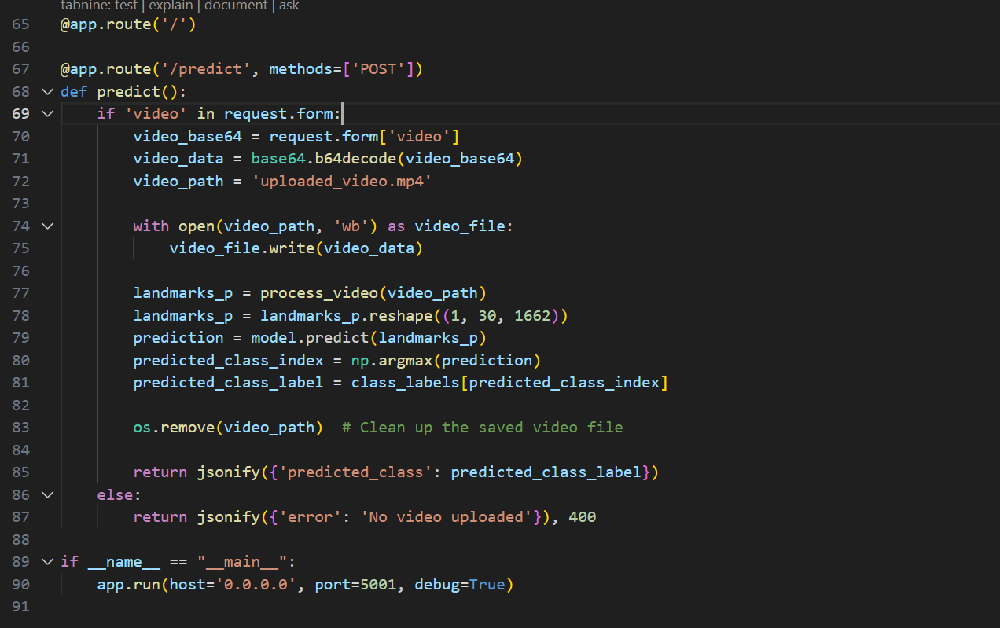 tabnine: test | explain | document | ask
65 @app.route('/')
66
67 @app.route('/predict', methods=['POST'])
68 def predict():
69     if 'video' in request.form:
70         video_base64 = request.form['video']
71         video_data = base64.b64decode(video_base64)
72         video_path = 'uploaded_video.mp4'
73
74         with open(video_path, 'wb') as video_file:
75             video_file.write(video_data)
76
77         landmarks_p = process_video(video_path)
78         landmarks_p = landmarks_p.reshape((1, 30, 1662))
79         prediction = model.predict(landmarks_p)
80         predicted_class_index = np.argmax(prediction)
81         predicted_class_label = class_labels[predicted_class_index]
82
83         os.remove(video_path)  # Clean up the saved video file
84
85         return jsonify({'predicted_class': predicted_class_label})
86     else:
87         return jsonify({'error': 'No video uploaded'}), 400
88
89 if __name__ == "__main__":
90     app.run(host='0.0.0.0', port=5001, debug=True)
91